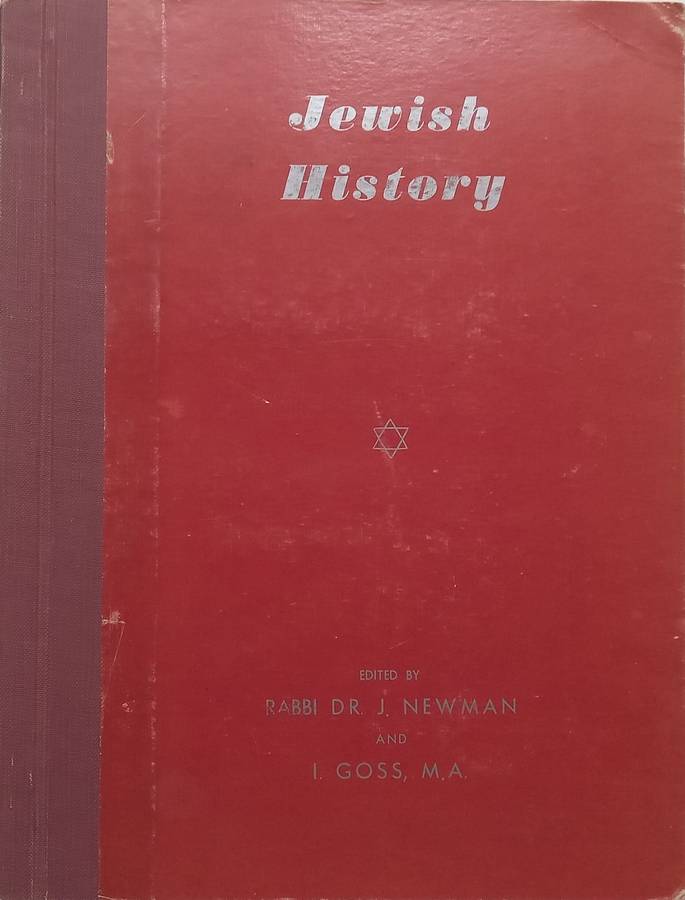 Jewish
History
EDITED BY
RABBI DR. J. NEWMAN
AND
I. GOSS, M.A.